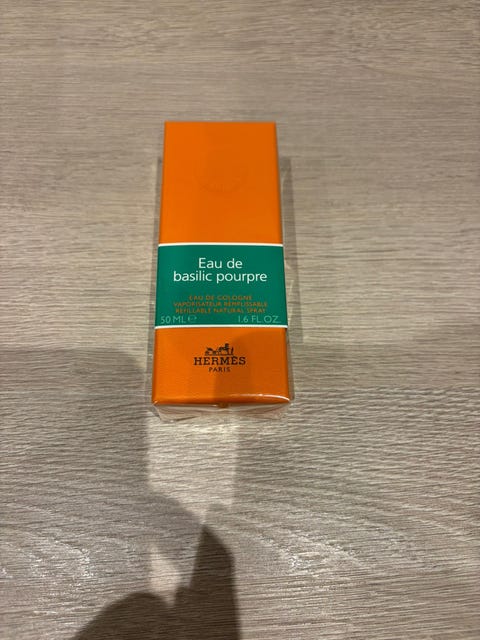 Eau de
basilic pourpre
EAU DE COLOGNE
VAPORISATEUR REMPLISSABLE
REFILLABLE NATURAL SPRAY
50 ML ℮ 1.6 FL.OZ.
HERMÈS
PARIS